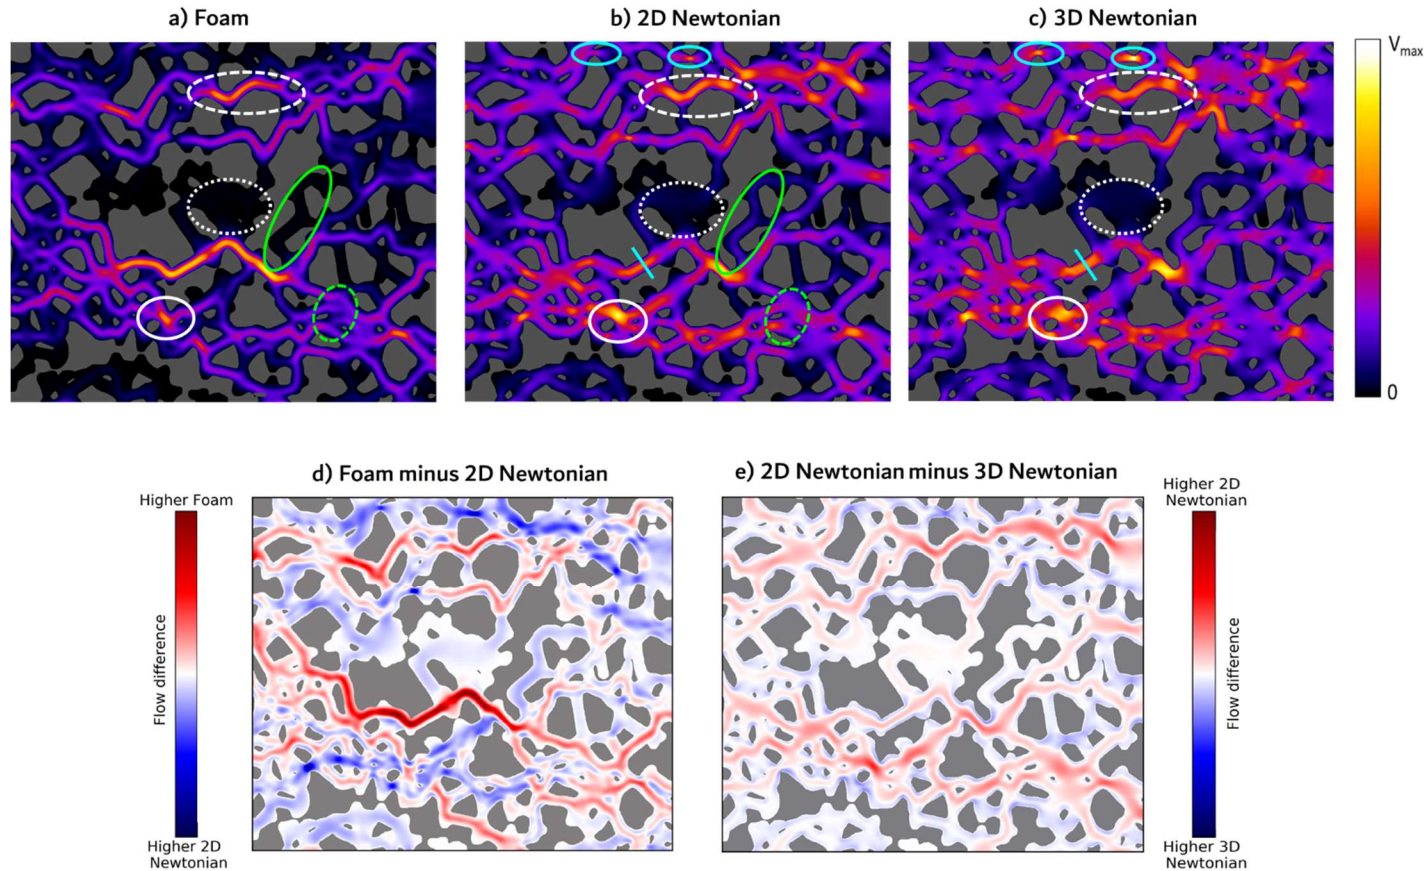 a) Foam
b) 2D Newtonian
c) 3D Newtonian
Vmax
0
d) Foam minus 2D Newtonian
e) 2D Newtonian minus 3D Newtonian
Higher Foam
Flow difference
Higher 2D
Newtonian
Higher 2D
Newtonian
Flow difference
Higher 3D
Newtonian